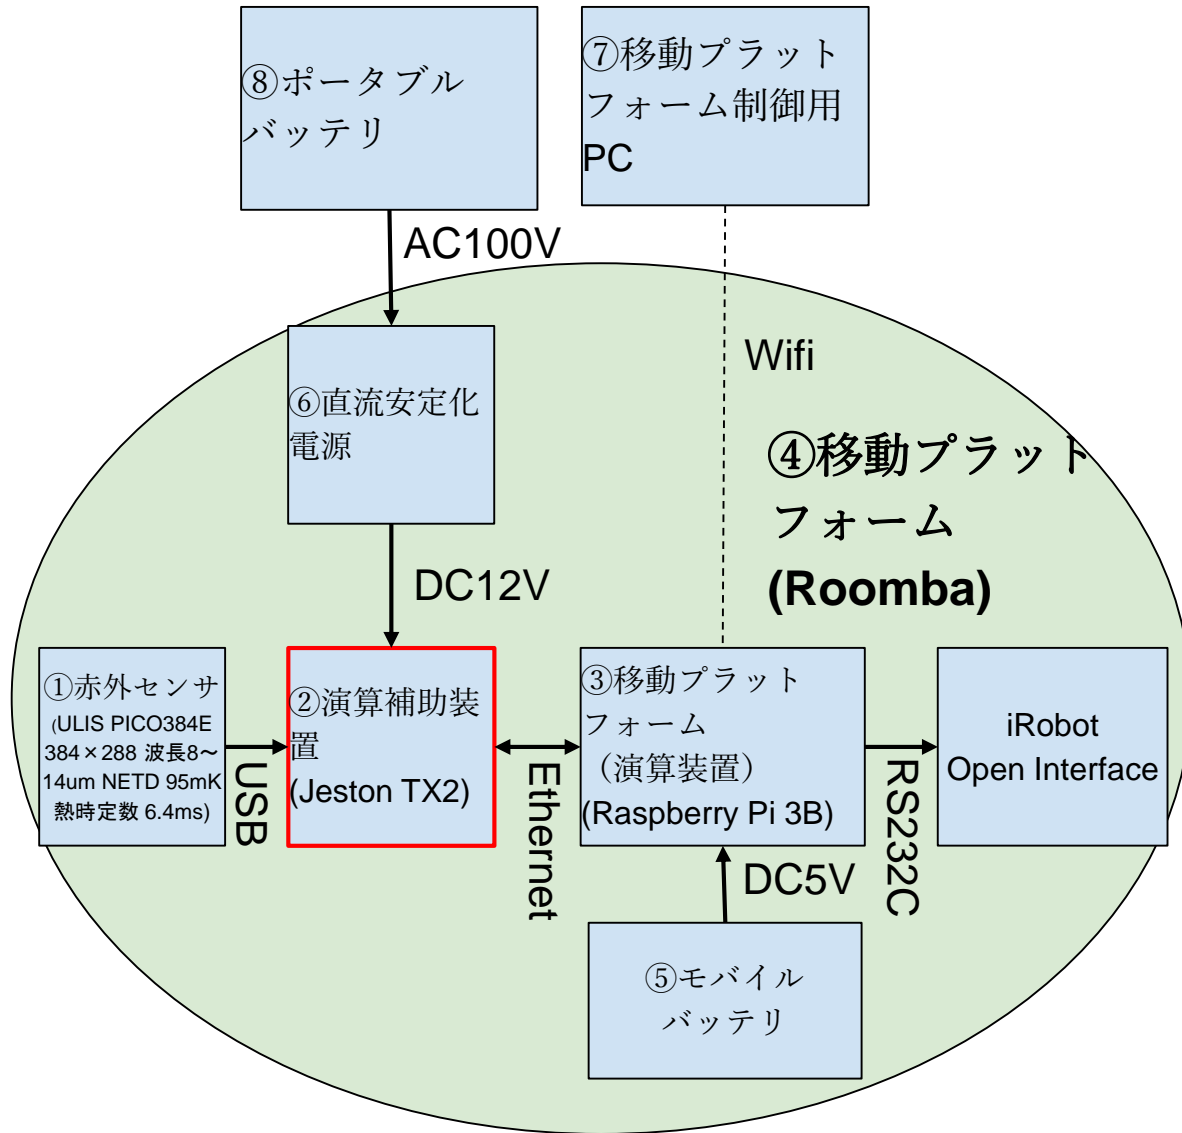 ⑧ポータブル
バッテリ
⑦移動プラット
フォーム制御用
PC
AC100V
Wifi
⑥直流安定化
電源
④移動プラット
フォーム
(Roomba)
DC12V
①赤外センサ
(ULIS PICO384E
384×288 波長8～
14um NETD 95mK
熱時定数 6.4ms)
USB
②演算補助装
置
(Jeston TX2)
Ethernet
③移動プラット
フォーム
（演算装置）
(Raspberry Pi 3B)
RS232C
iRobot
Open Interface
DC5V
⑤モバイル
バッテリ